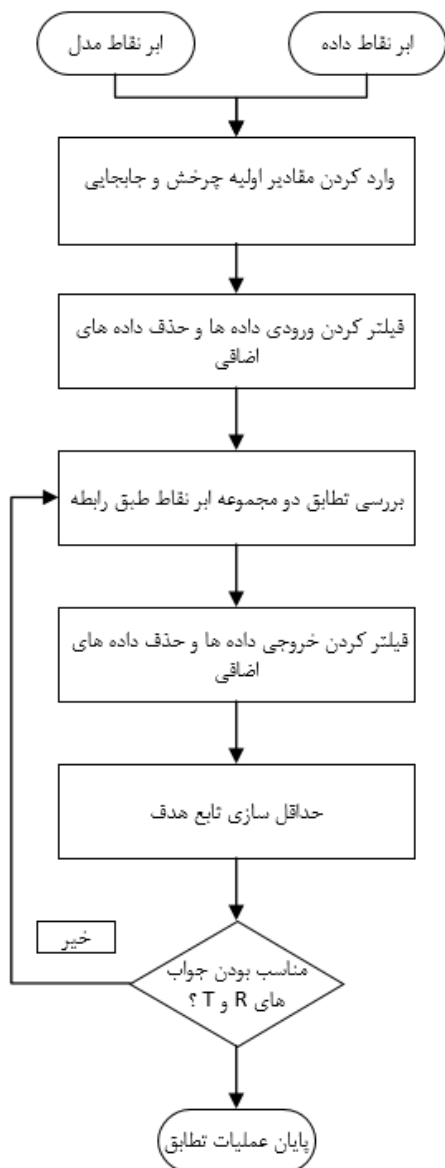 ابر نقاط داده
ابر نقاط مدل
وارد کردن مقادیر اولیه چرخش و جابجایی
فیلتر کردن ورودی داده ها و حذف داده های
اضافی
بررسی تطابق دو مجموعه ابر نقاط طبق رابطه
فیلتر کردن خروجی داده ها و حذف داده های
اضافی
حداقل سازی تابع هدف
خیر
مناسب بودن جواب
های R و T ؟
پایان عملیات تطابق